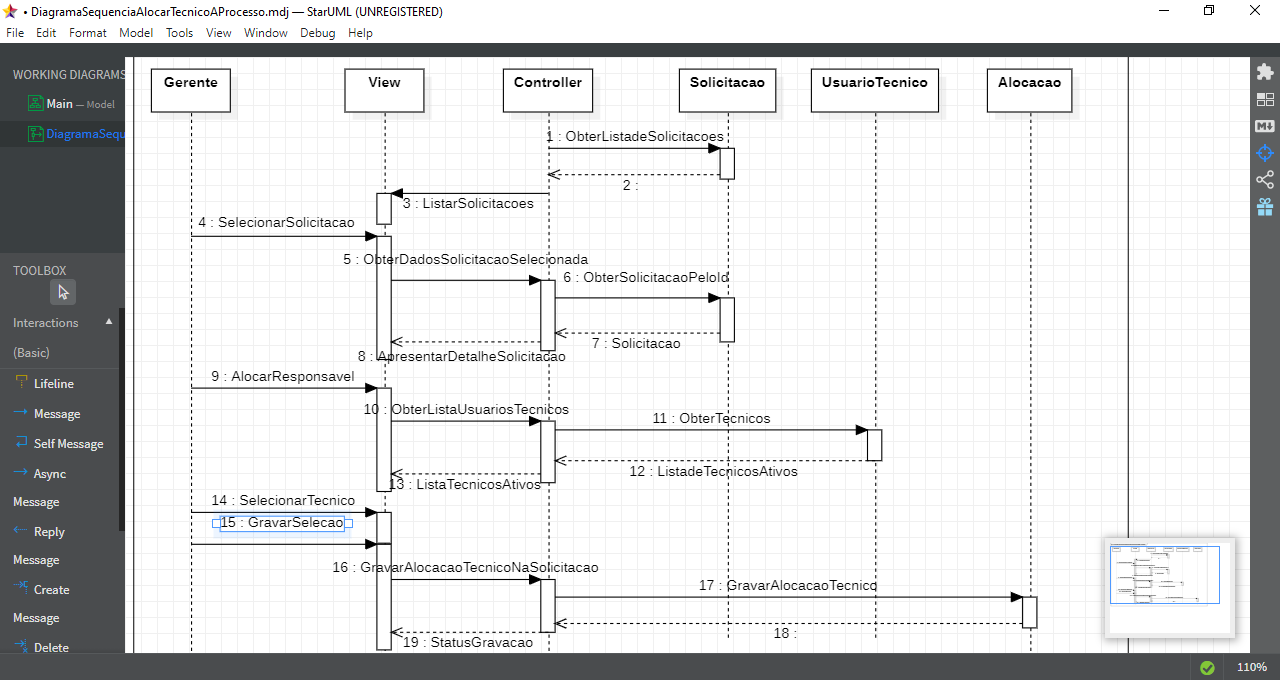 • DiagramaSequenciaAlocarTecnicoAProcesso.mdj — StarUML (UNREGISTERED)
File Edit Format Model Tools View Window Debug Help
WORKING DIAGRAMS
Main — Model
DiagramaSequ
TOOLBOX
Interactions
(Basic)
Lifeline
Message
Self Message
Async
Message
Reply
Message
Create
Message
Delete
Gerente View Controller Solicitacao UsuarioTecnico Alocacao
1 : ObterListadeSolicitacoes
2 :
3 : ListarSolicitacoes
4 : SelecionarSolicitacao
5 : ObterDadosSolicitacaoSelecionada
6 : ObterSolicitacaoPeloId
7 : Solicitacao
8 : ApresentarDetalheSolicitacao
9 : AlocarResponsavel
10 : ObterListaUsuariosTecnicos
11 : ObterTecnicos
12 : ListadeTecnicosAtivos
13 : ListaTecnicosAtivos
14 : SelecionarTecnico
15 : GravarSelecao
16 : GravarAlocacaoTecnicoNaSolicitacao
17 : GravarAlocacaoTecnico
18 :
19 : StatusGravacao
M
110%